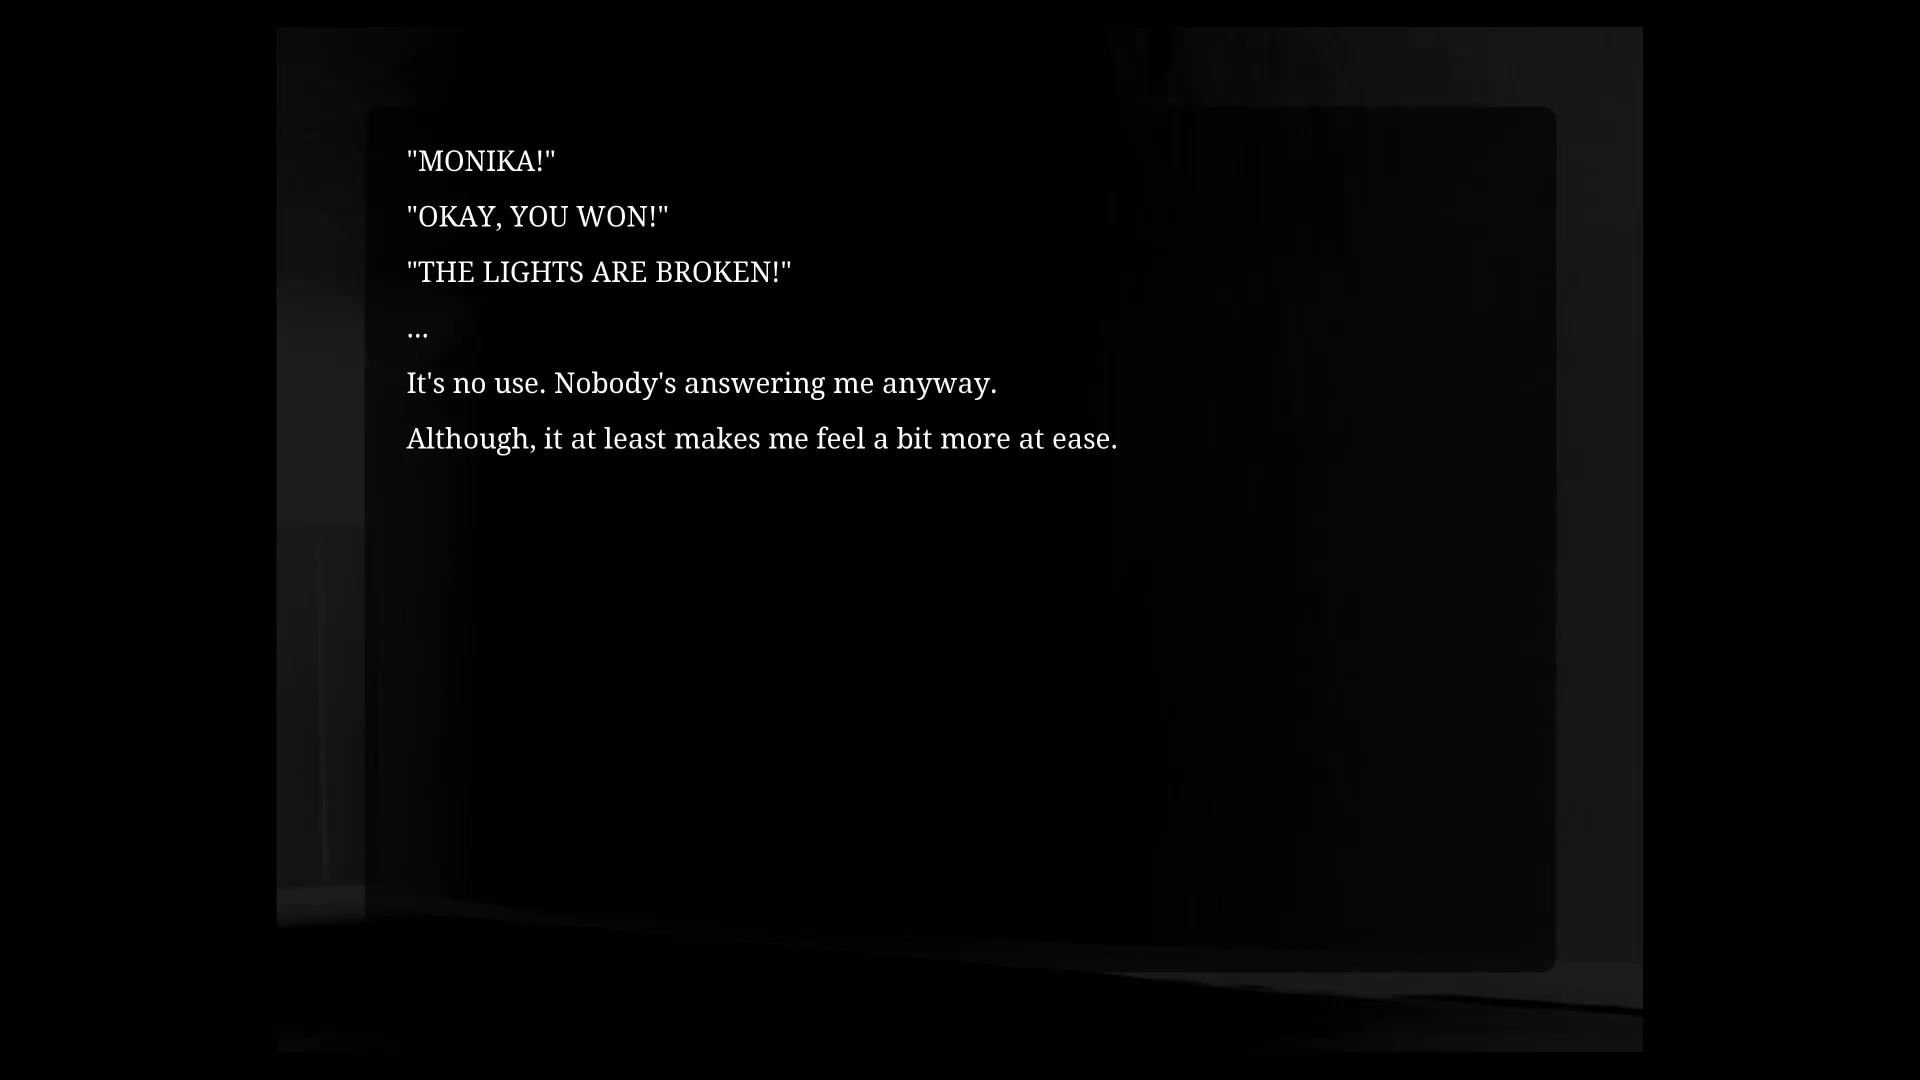 "MONIKA!"
"OKAY, YOU WON!"
"THE LIGHTS ARE BROKEN!"
...
It's no use. Nobody's answering me anyway.
Although, it at least makes me feel a bit more at ease.